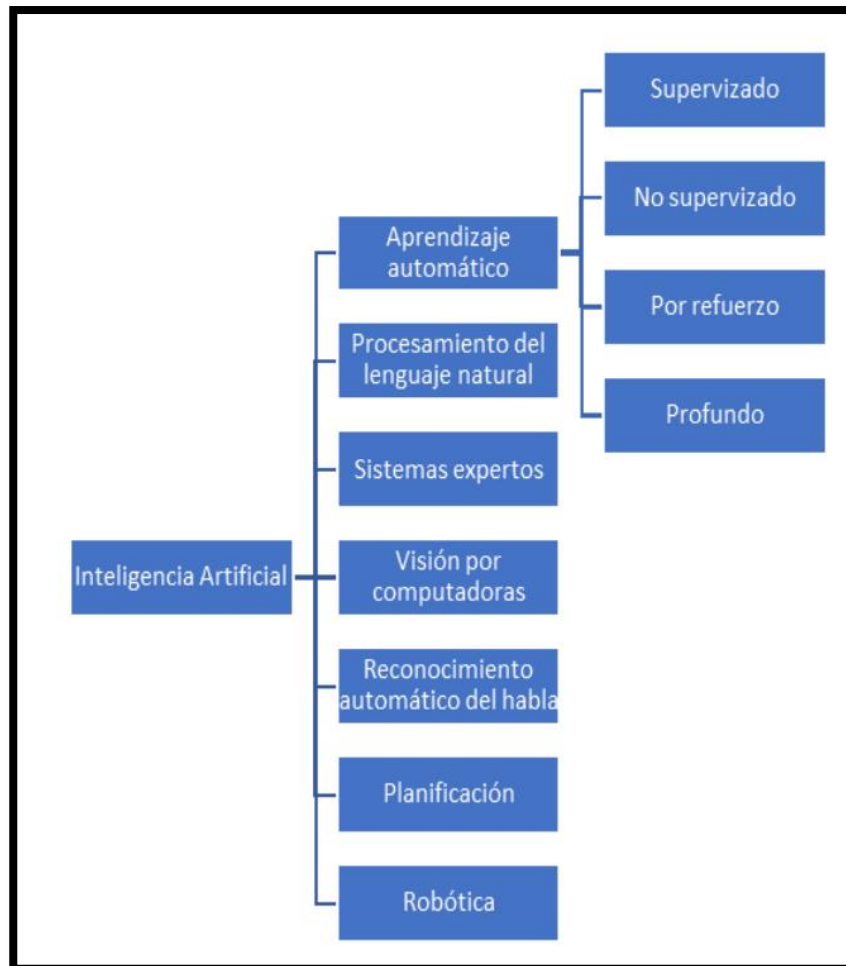 Supervizado
No supervizado
Aprendizaje
automático
Por refuerzo
Procesamiento del
lenguaje natural
Profundo
Sistemas expertos
Inteligencia Artificial
Visión por
computadoras
Reconocimiento
automático del habla
Planificación
Robótica